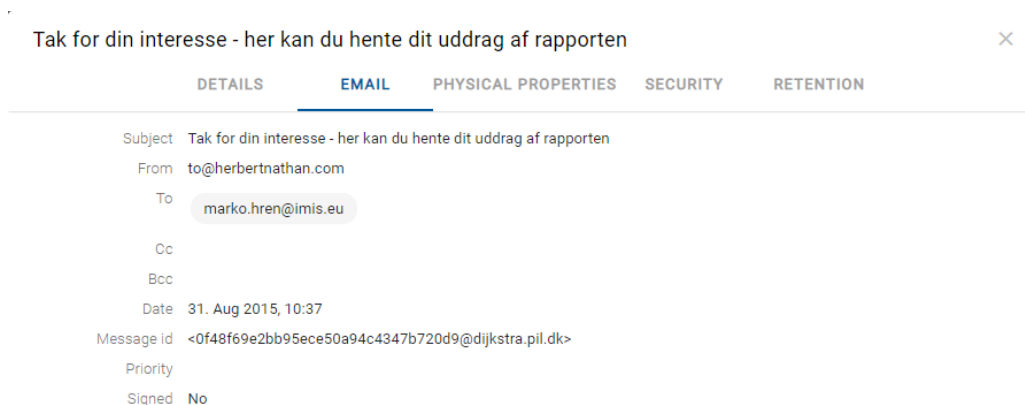 Tak for din interesse - her kan du hente dit uddrag af rapporten
DETAILS EMAIL PHYSICAL PROPERTIES SECURITY RETENTION
Subject Tak for din interesse - her kan du hente dit uddrag af rapporten
From to@herbertnathan.com
To marko.hren@imis.eu
Cc
Bcc
Date 31. Aug 2015, 10:37
Message id <0f48f69e2bb95ece50a94c4347b720d9@dijkstra.pil.dk>
Priority
Signed No